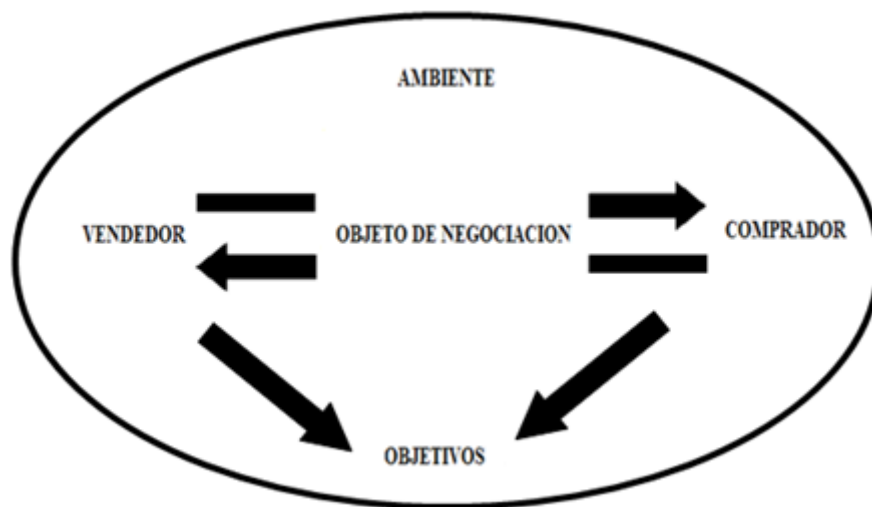 AMBIENTE
VENDEDOR
OBJETO DE NEGOCIACION
COMPRADOR
OBJETIVOS